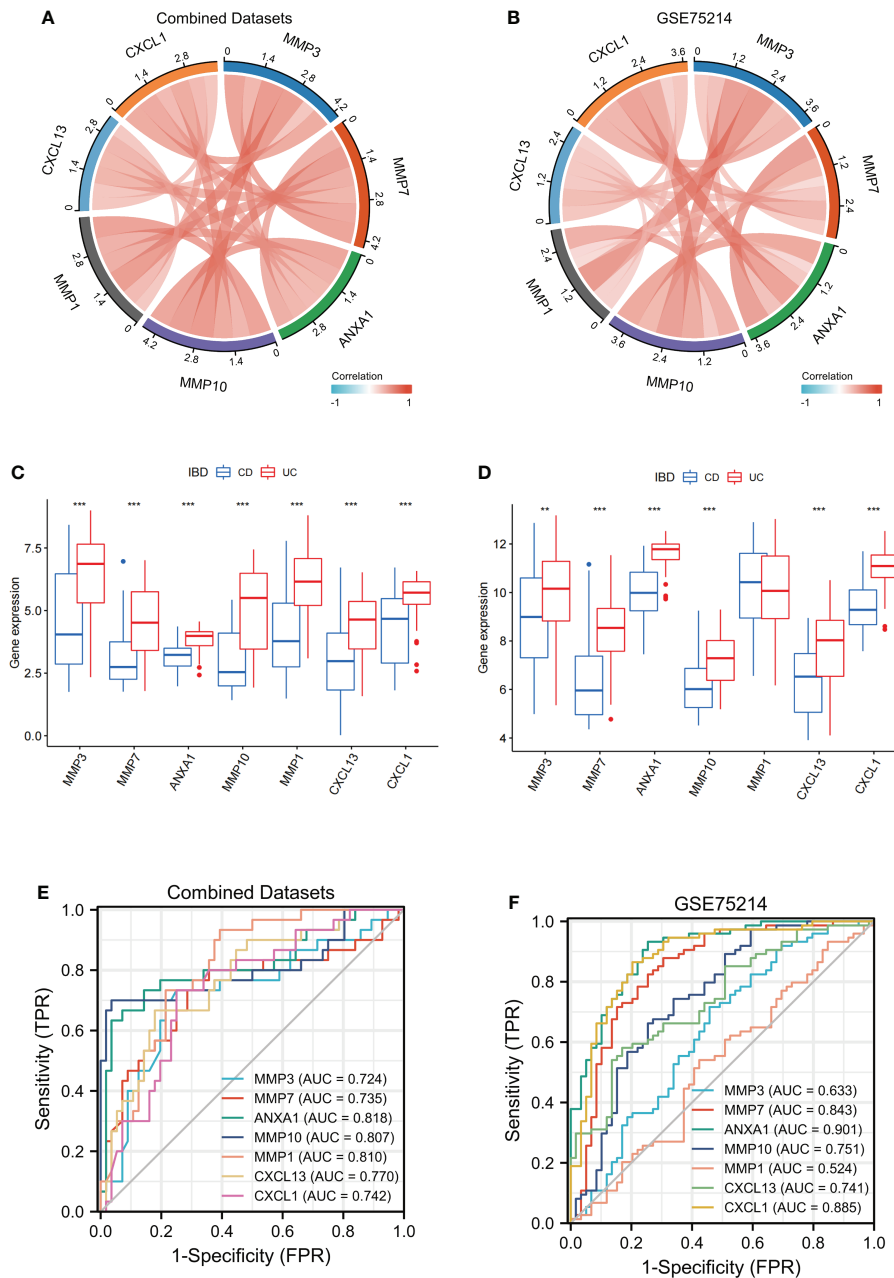 A
Combined Datasets
CXCL1
MMP3
MMP7
ANXA1
MMP10
MMP1
CXCL13
0 1.4 2.8 4.2
0 1.4 2.8 4.2
0 1.4 2.8
0 1.4 2.8 4.2
0 1.4 2.8
0 1.4 2.8
0 1.4 2.8
Correlation
-1 1
B
GSE75214
CXCL1
MMP3
MMP7
ANXA1
MMP10
MMP1
CXCL13
0 1.2 2.4 3.6
0 1.2 2.4
0 1.2 2.4 3.6
0 1.2 2.4 3.6
0 1.2 2.4
0 1.2 2.4
0 1.2 2.4 3.6
Correlation
-1 1
C
IBD CD UC
*** *** *** *** *** *** ***
Gene expression
7.5
5.0
2.5
0.0
MMP3 MMP7 ANXA1 MMP10 MMP1 CXCL13 CXCL1
D
IBD CD UC
** *** *** *** *** ***
Gene expression
12
10
8
6
4
MMP3 MMP7 ANXA1 MMP10 MMP1 CXCL13 CXCL1
E
Combined Datasets
Sensitivity (TPR)
1.0
0.8
0.6
0.4
0.2
0.0
MMP3 (AUC = 0.724)
MMP7 (AUC = 0.735)
ANXA1 (AUC = 0.818)
MMP10 (AUC = 0.807)
MMP1 (AUC = 0.810)
CXCL13 (AUC = 0.770)
CXCL1 (AUC = 0.742)
0.0 0.2 0.4 0.6 0.8 1.0
1-Specificity (FPR)
F
GSE75214
Sensitivity (TPR)
1.0
0.8
0.6
0.4
0.2
0.0
MMP3 (AUC = 0.633)
MMP7 (AUC = 0.843)
ANXA1 (AUC = 0.901)
MMP10 (AUC = 0.751)
MMP1 (AUC = 0.524)
CXCL13 (AUC = 0.741)
CXCL1 (AUC = 0.885)
0.0 0.2 0.4 0.6 0.8 1.0
1-Specificity (FPR)